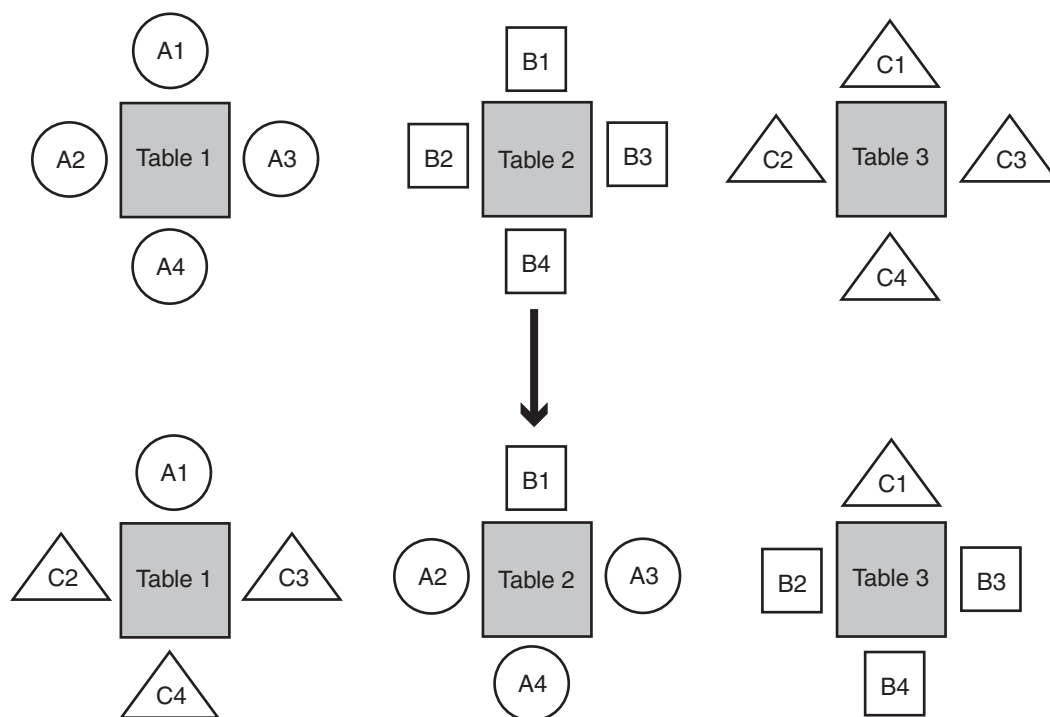 A1 B1 C1
A2 Table 1 A3 B2 Table 2 B3 C2 Table 3 C3
A4 B4 C4
A1 B1 C1
C2 Table 1 C3 A2 Table 2 A3 B2 Table 3 B3
C4 A4 B4